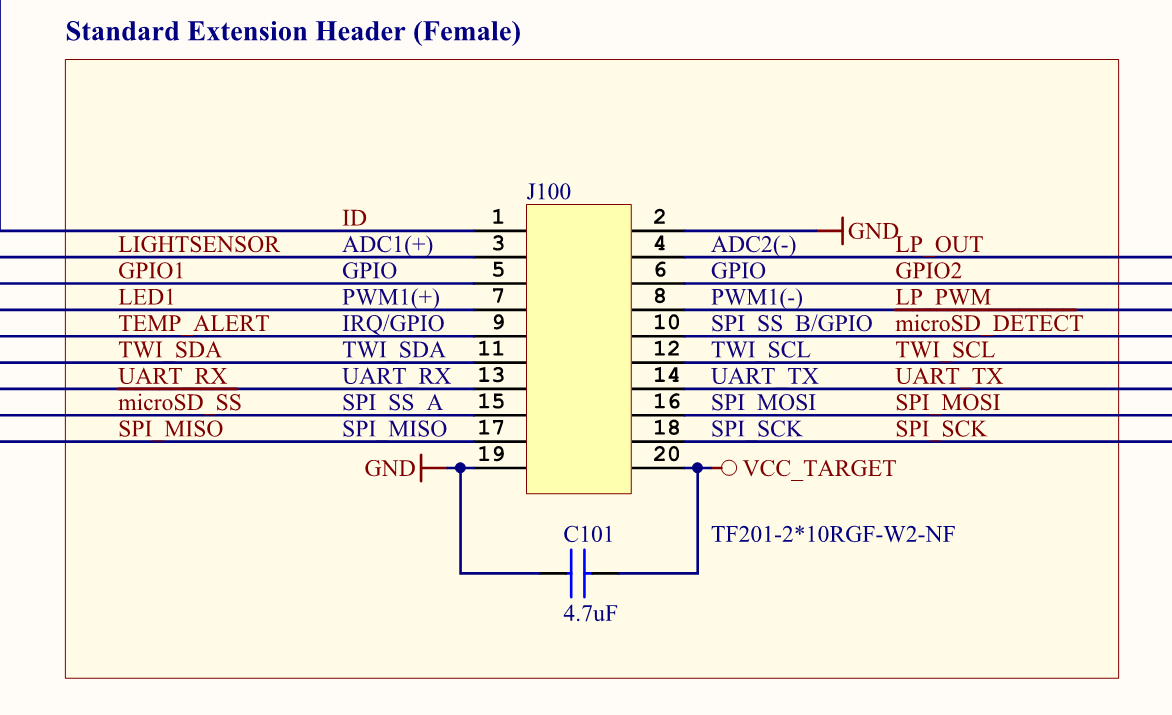 Standard Extension Header (Female)
J100
ID 1 2 GND
LIGHTSENSOR ADC1(+) 3 4 ADC2(-) LP_OUT
GPIO1 GPIO 5 6 GPIO GPIO2
LED1 PWM1(+) 7 8 PWM1(-) LP_PWM
TEMP_ALERT IRQ/GPIO 9 10 SPI_SS_B/GPIO microSD_DETECT
TWI_SDA TWI_SDA 11 12 TWI_SCL TWI_SCL
UART_RX UART_RX 13 14 UART_TX UART_TX
microSD_SS SPI_SS_A 15 16 SPI_MOSI SPI_MOSI
SPI_MISO SPI_MISO 17 18 SPI_SCK SPI_SCK
GND 19 20 VCC_TARGET
C101 TF201-2*10RGF-W2-NF
4.7uF